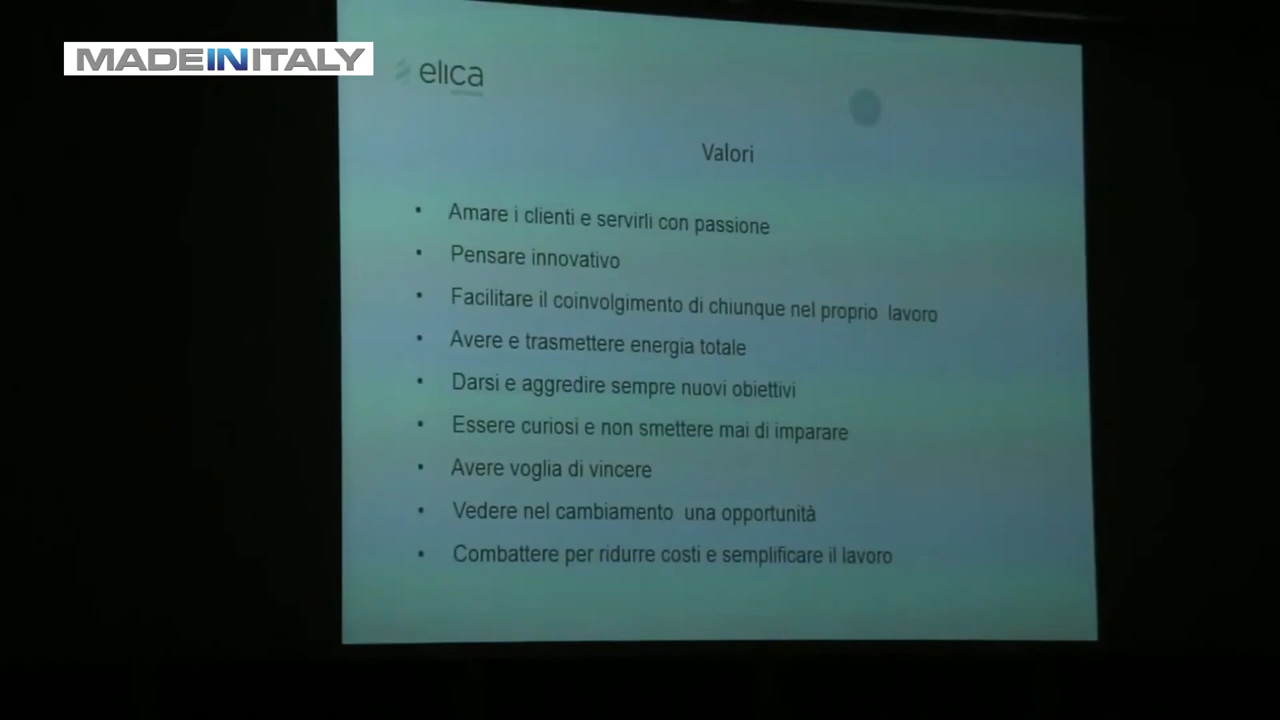 MADEINITALY
elica
Valori
• Amare i clienti e servirli con passione
• Pensare innovativo
• Facilitare il coinvolgimento di chiunque nel proprio lavoro
• Avere e trasmettere energia totale
• Darsi e aggredire sempre nuovi obiettivi
• Essere curiosi e non smettere mai di imparare
• Avere voglia di vincere
• Vedere nel cambiamento una opportunità
• Combattere per ridurre costi e semplificare il lavoro